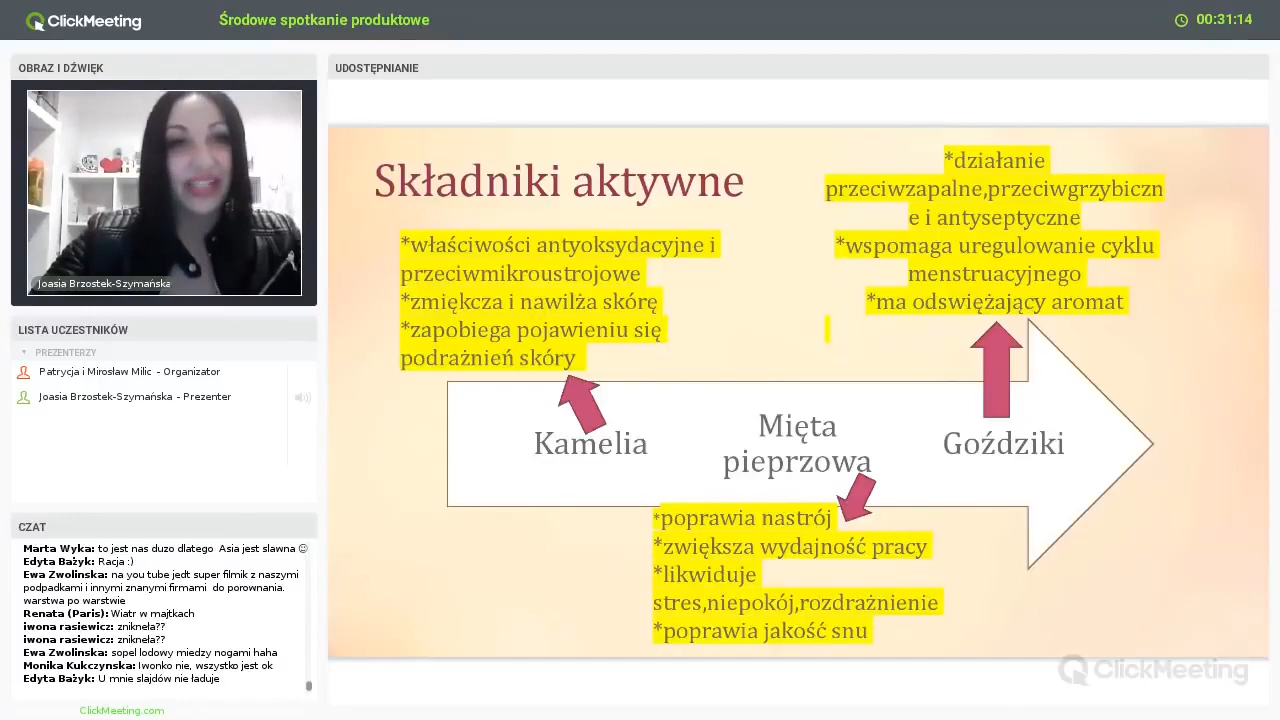 ClickMeeting
Środowe spotkanie produktowe
00:31:14
OBRAZ I DŹWIĘK
Joasia Brzostek-Szymańska
LISTA UCZESTNIKÓW
PREZENTERZY
Patrycja i Mirosław Milic - Organizator
Joasia Brzostek-Szymańska - Prezenter
CZAT
Marta Wyka: to jest nas duzo dlatego Asia jest slawna ☺
Edyta Bażyk: Racja :)
Ewa Zwolinska: na you tube jedt super filmik z naszymi
podpadkami i innymi znanymi firmami do porownania.
warstwa po warstwie
Renata (Paris): Wiatr w majtkach
iwona rasiewicz: zniknela??
iwona rasiewicz: zniknela??
Ewa Zwolinska: sopel lodowy miedzy nogami haha
Monika Kukczynska: Iwonko nie, wszystko jest ok
Edyta Bażyk: U mnie slajdów nie ładuje
ClickMeeting.com
UDOSTĘPNIANIE
Składniki aktywne
*właściwości antyoksydacyjne i
przeciwmikroustrojowe
*zmiękcza i nawilża skórę
*zapobiega pojawieniu się
podrażnień skóry
*działanie
przeciwzapalne,przeciwgrzybiczn
e i antyseptyczne
*wspomaga uregulowanie cyklu
menstruacyjnego
*ma odswiężający aromat
Kamelia
Mięta
pieprzowa
Goździki
*poprawia nastrój
*zwiększa wydajność pracy
*likwiduje
stres,niepokój,rozdrażnienie
*poprawia jakość snu
ClickMeeting